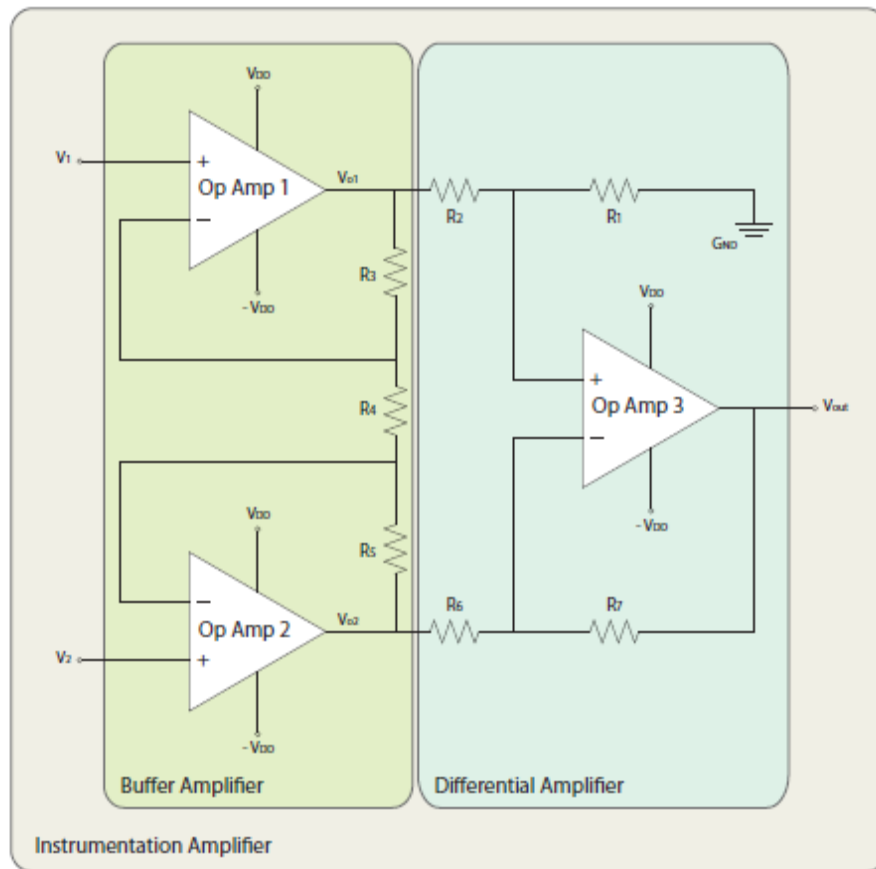 VDD
V1
+
Op Amp 1
−
Vo1
R2
R1
GND
R3
-VDD
VDD
R4
+
Op Amp 3
−
Vout
VDD
-VDD
R5
−
Op Amp 2
+
Vo2
R6
R7
V2
-VDD
Buffer Amplifier
Differential Amplifier
Instrumentation Amplifier